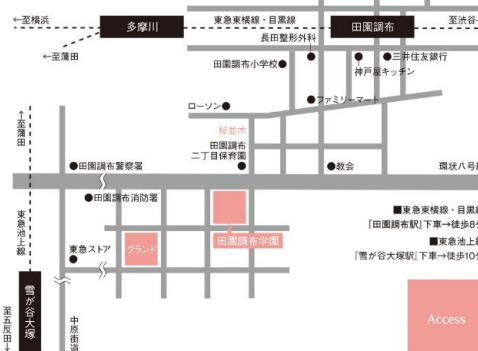 ←至横浜
多摩川
東急東横線・目黒線
田園調布
至渋谷
←至蒲田
長田整形外科
田園調布小学校
三井住友銀行
神戸屋キッチン
ローソン
ファミリーマート
←至蒲田
桜並木
田園調布
二丁目保育園
田園調布警察署
教会
環状八号
田園調布消防署
東急池上線
田園調布学園
グランド
東急ストア
■東急東横線・目黒線
『田園調布駅』下車→徒歩8分
■東急池上
『雪が谷大塚駅』下車→徒歩10分
雪が谷大塚
至五反田→
中原街道
Access